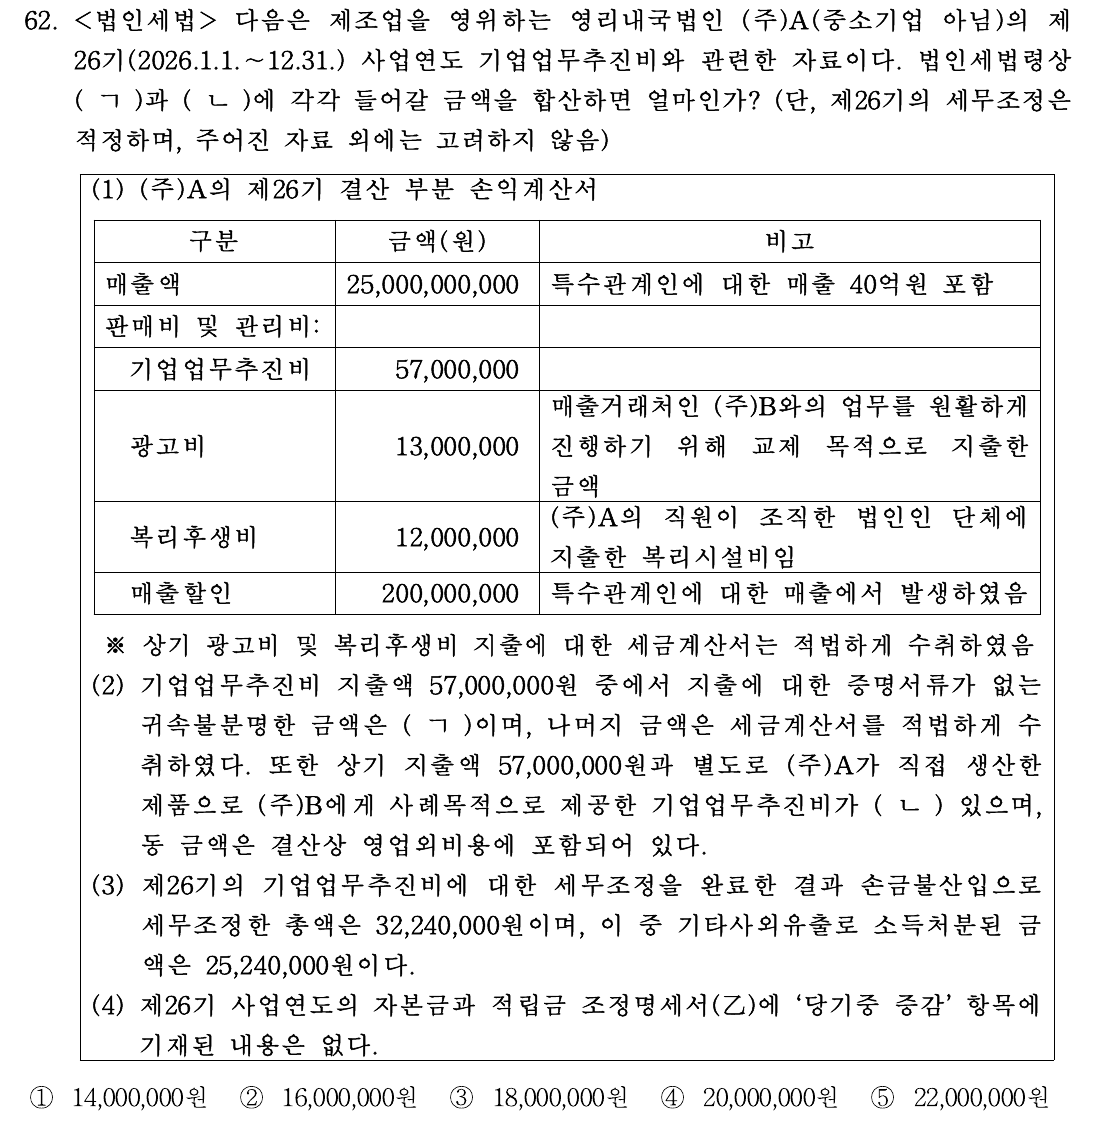 62. <법인세법> 다음은 제조업을 영위하는 영리내국법인 (주)A(중소기업 아님)의 제
26기(2026.1.1.~12.31.) 사업연도 기업업무추진비와 관련한 자료이다. 법인세법령상
( ㄱ )과 ( ㄴ )에 각각 들어갈 금액을 합산하면 얼마인가? (단, 제26기의 세무조정은
적정하며, 주어진 자료 외에는 고려하지 않음)
(1) (주)A의 제26기 결산 부분 손익계산서
구분 금액(원) 비고
매출액 25,000,000,000 특수관계인에 대한 매출 40억원 포함
판매비 및 관리비:
기업업무추진비 57,000,000
광고비 13,000,000 매출거래처인 (주)B와의 업무를 원활하게
진행하기 위해 교제 목적으로 지출한
금액
복리후생비 12,000,000 (주)A의 직원이 조직한 법인인 단체에
지출한 복리시설비임
매출할인 200,000,000 특수관계인에 대한 매출에서 발생하였음
※ 상기 광고비 및 복리후생비 지출에 대한 세금계산서는 적법하게 수취하였음
(2) 기업업무추진비 지출액 57,000,000원 중에서 지출에 대한 증명서류가 없는
귀속불분명한 금액은 ( ㄱ )이며, 나머지 금액은 세금계산서를 적법하게 수
취하였다. 또한 상기 지출액 57,000,000원과 별도로 (주)A가 직접 생산한
제품으로 (주)B에게 사례목적으로 제공한 기업업무추진비가 ( ㄴ ) 있으며,
동 금액은 결산상 영업외비용에 포함되어 있다.
(3) 제26기의 기업업무추진비에 대한 세무조정을 완료한 결과 손금불산입으로
세무조정한 총액은 32,240,000원이며, 이 중 기타사외유출로 소득처분된 금
액은 25,240,000원이다.
(4) 제26기 사업연도의 자본금과 적립금 조정명세서(乙)에 ‘당기중 증감’ 항목에
기재된 내용은 없다.
① 14,000,000원 ② 16,000,000원 ③ 18,000,000원 ④ 20,000,000원 ⑤ 22,000,000원